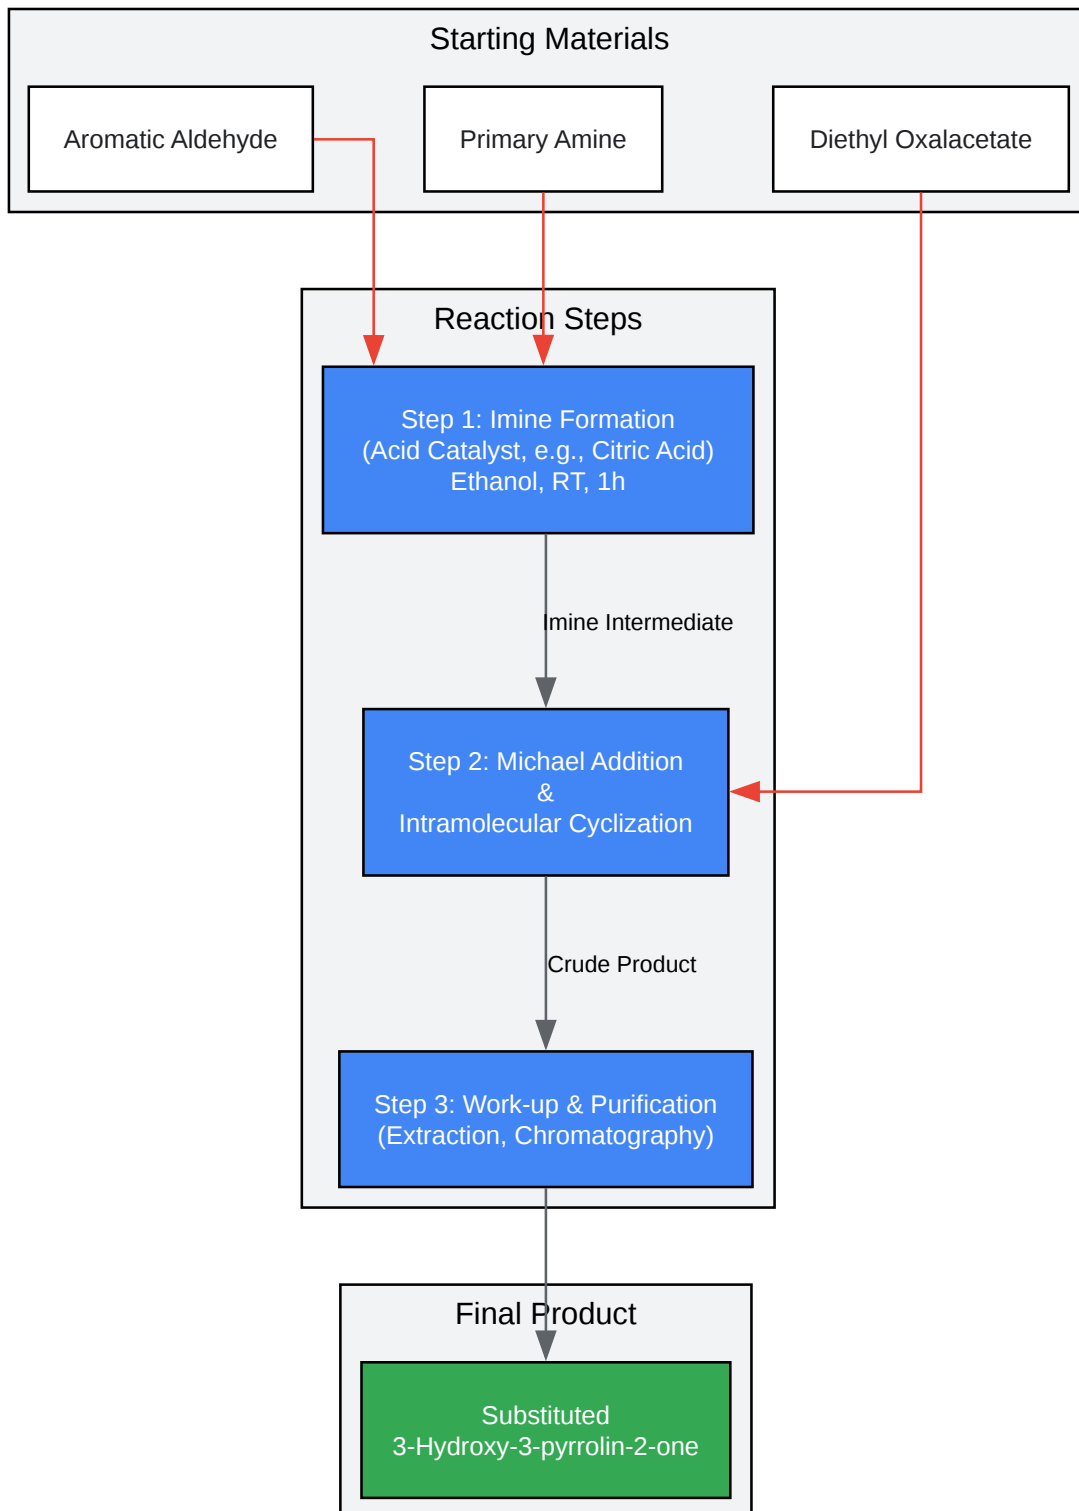 Starting Materials
Aromatic Aldehyde
Primary Amine
Diethyl Oxalacetate
Reaction Steps
Step 1: Imine Formation
(Acid Catalyst, e.g., Citric Acid)
Ethanol, RT, 1h
Imine Intermediate
Step 2: Michael Addition
&
Intramolecular Cyclization
Crude Product
Step 3: Work-up & Purification
(Extraction, Chromatography)
Final Product
Substituted
3-Hydroxy-3-pyrrolin-2-one